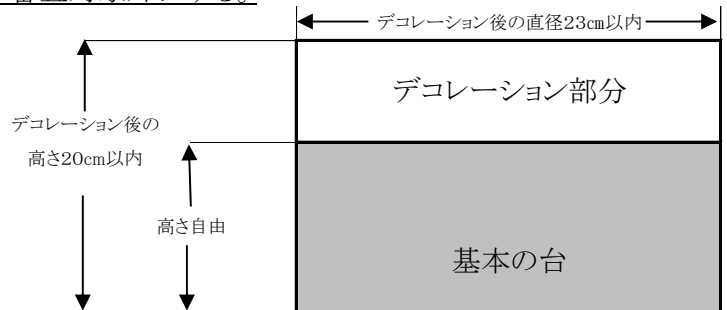 デコレーション後の直径23㎝以内
デコレーション部分
デコレーション後の
高さ20cm以内
高さ自由
基本の台